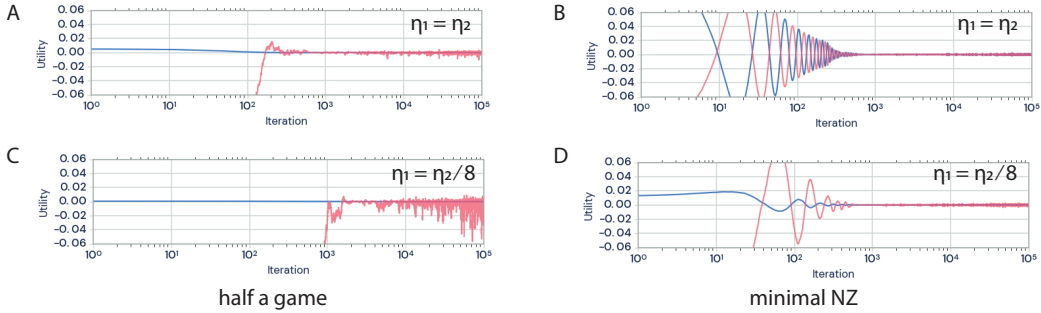 A
η₁ = η₂
Utility
0.06
0.04
0.02
0.00
−0.02
−0.04
−0.06
10⁰ 10¹ 10² 10³ 10⁴ 10⁵
Iteration
B
η₁ = η₂
Utility
0.06
0.04
0.02
0.00
−0.02
−0.04
−0.06
10⁰ 10¹ 10² 10³ 10⁴ 10⁵
Iteration
C
η₁ = η₂/8
Utility
0.06
0.04
0.02
0.00
−0.02
−0.04
−0.06
10⁰ 10¹ 10² 10³ 10⁴ 10⁵
Iteration
half a game
D
η₁ = η₂/8
Utility
0.06
0.04
0.02
0.00
−0.02
−0.04
−0.06
10⁰ 10¹ 10² 10³ 10⁴ 10⁵
Iteration
minimal NZ